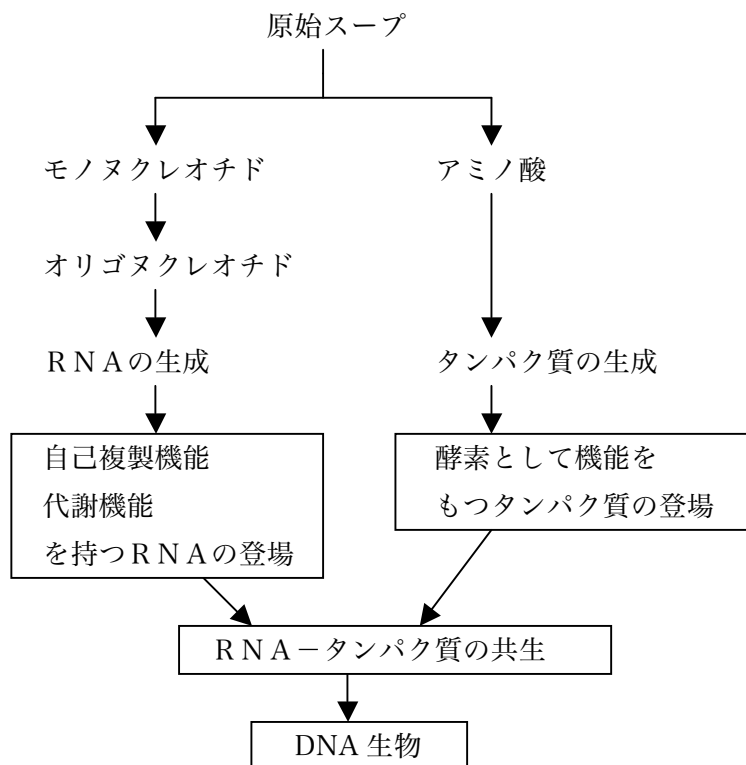 原始スープ
モノヌクレオチド
アミノ酸
オリゴヌクレオチド
ＲＮＡの生成
タンパク質の生成
自己複製機能
代謝機能
を持つＲＮＡの登場
酵素として機能を
もつタンパク質の登場
ＲＮＡ－タンパク質の共生
DNA 生物